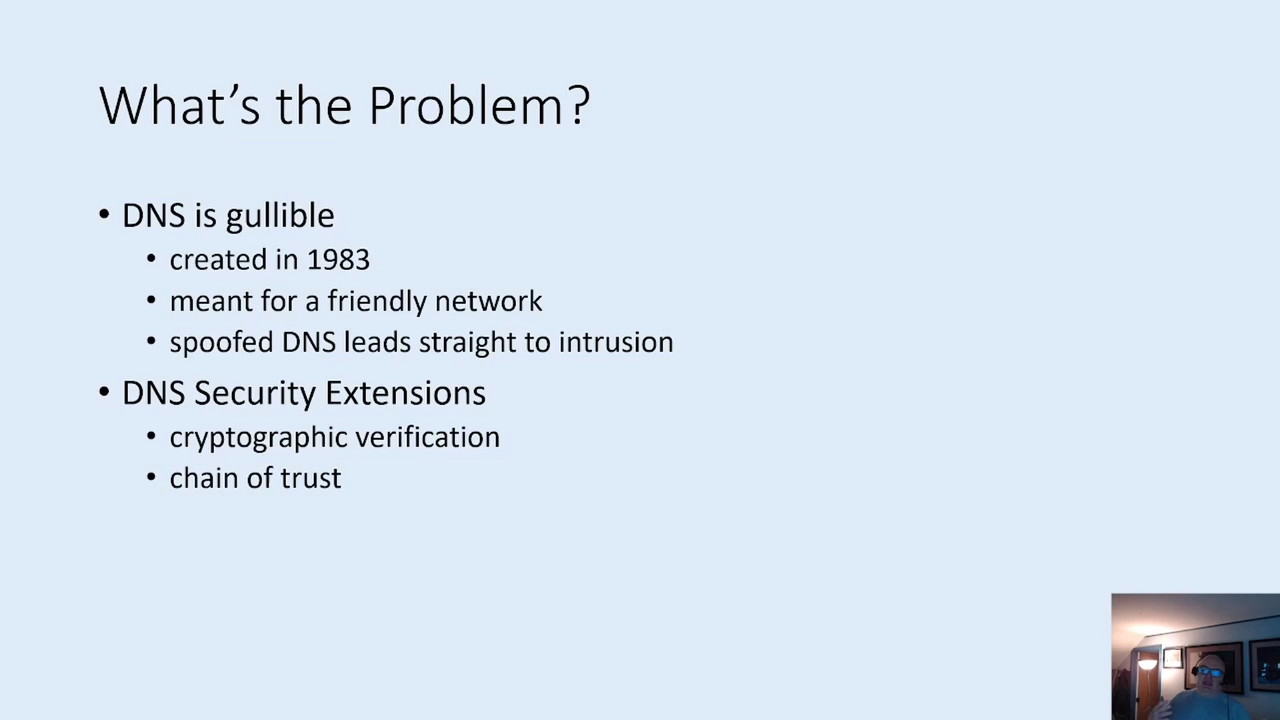 What’s the Problem?
• DNS is gullible
• created in 1983
• meant for a friendly network
• spoofed DNS leads straight to intrusion
• DNS Security Extensions
• cryptographic verification
• chain of trust